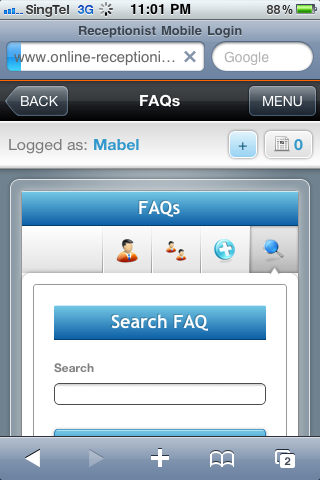 SingTel 3G 11:01 PM 88%
Receptionist Mobile Login
www.online-receptioni... Google
BACK FAQs MENU
Logged as: Mabel + 0
FAQs
Search FAQ
Search
2